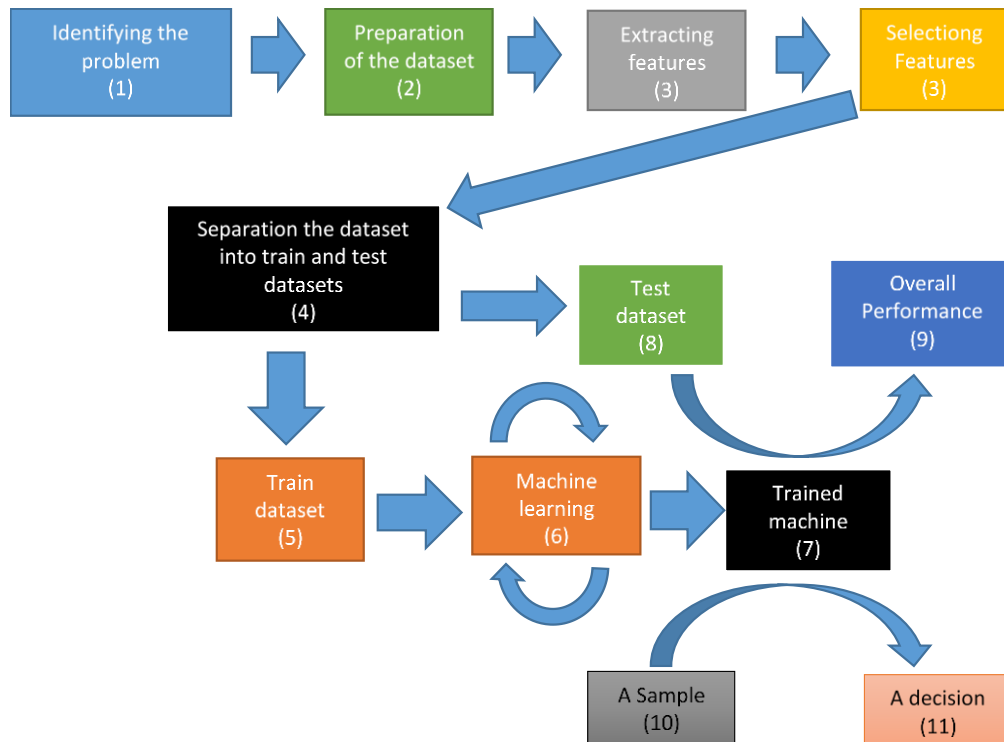 Identifying the
problem
(1)
Preparation
of the dataset
(2)
Extracting
features
(3)
Selectiong
Features
(3)
Separation the dataset
into train and test
datasets
(4)
Test
dataset
(8)
Overall
Performance
(9)
Train
dataset
(5)
Machine
learning
(6)
Trained
machine
(7)
A Sample
(10)
A decision
(11)